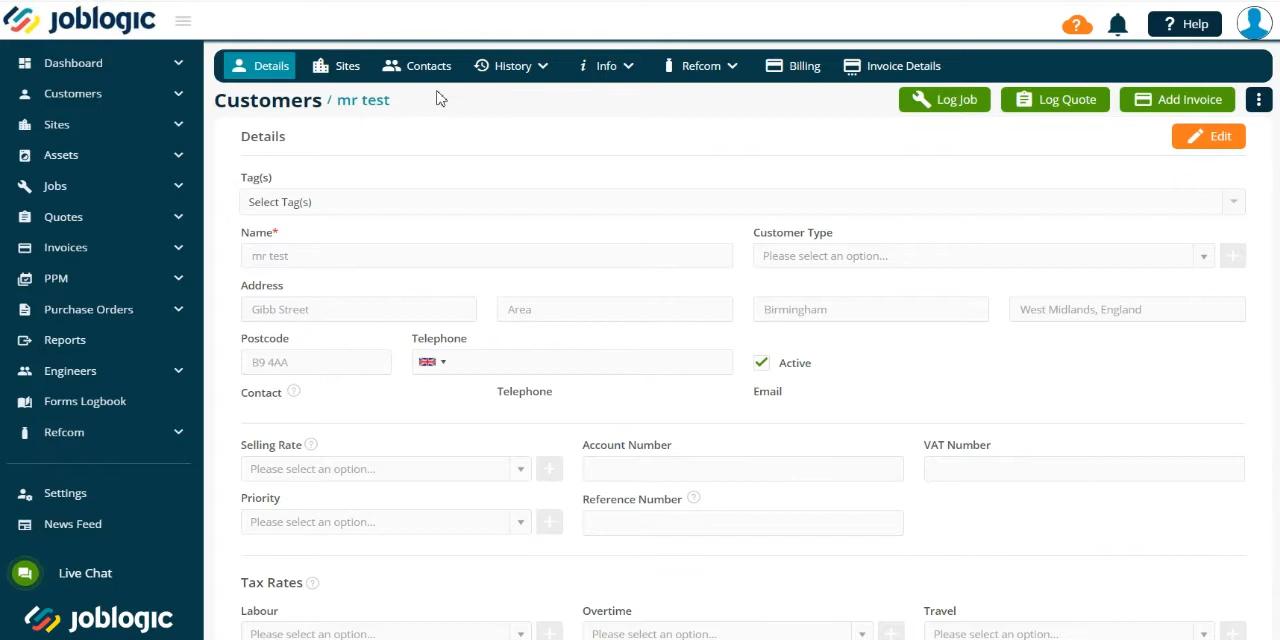 joblogic
? Help
Dashboard
Customers
Sites
Assets
Jobs
Quotes
Invoices
PPM
Purchase Orders
Reports
Engineers
Forms Logbook
Refcom
Settings
News Feed
Live Chat
joblogic
Details Sites Contacts History Info Refcom Billing Invoice Details
Customers / mr test
Log Job Log Quote Add Invoice
Details
Edit
Tag(s)
Select Tag(s)
Name* Customer Type
mr test Please select an option...
Address
Gibb Street Area Birmingham West Midlands, England
Postcode Telephone
B9 4AA
Active
Contact ? Telephone Email
Selling Rate ? Account Number VAT Number
Please select an option...
Priority Reference Number ?
Please select an option...
Tax Rates ?
Labour Overtime Travel
Please select an option... Please select an option... Please select an option...